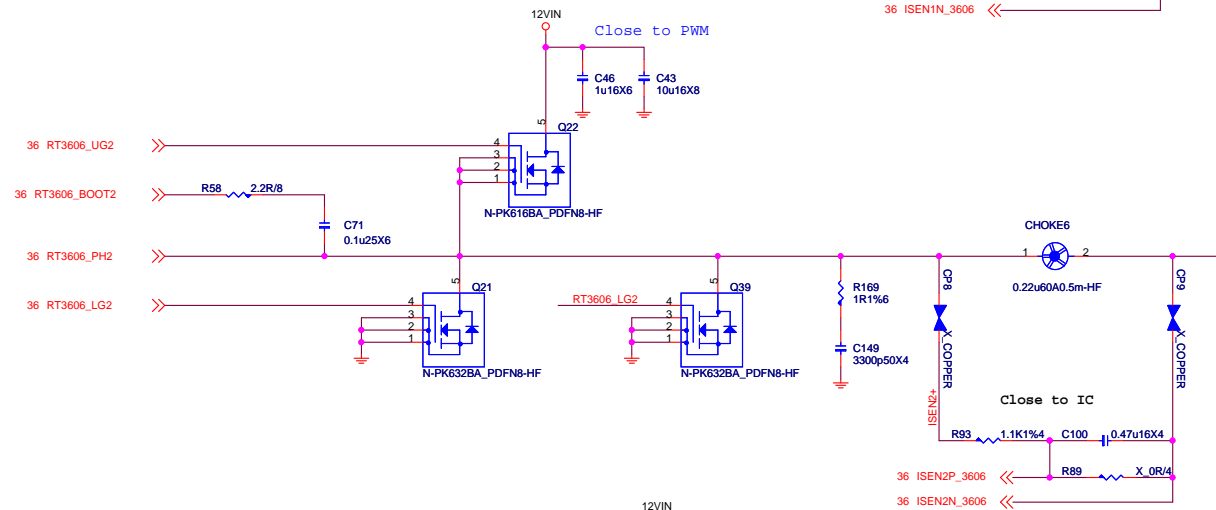 36 ISEN1N_3606
12VIN
Close to PWM
C46
1u16X6
C43
10u16X8
5
Q22
36 RT3606_UG2
4
3
2
1
N-PK616BA_PDFN8-HF
36 RT3606_BOOT2
R58 2.2R/8
C71
0.1u25X6
36 RT3606_PH2
CHOKE6
1 2
0.22u60A0.5m-HF
5
Q21
36 RT3606_LG2
4
3
2
1
N-PK632BA_PDFN8-HF
5
Q39
RT3606_LG2
4
3
2
1
N-PK632BA_PDFN8-HF
R169
1R1%6
C149
3300p50X4
CP8
X_COPPER
CP9
X_COPPER
ISEN2+
Close to IC
R93 1.1K1%4
C100 0.47u16X4
R89 X_0R/4
36 ISEN2P_3606
36 ISEN2N_3606
12VIN